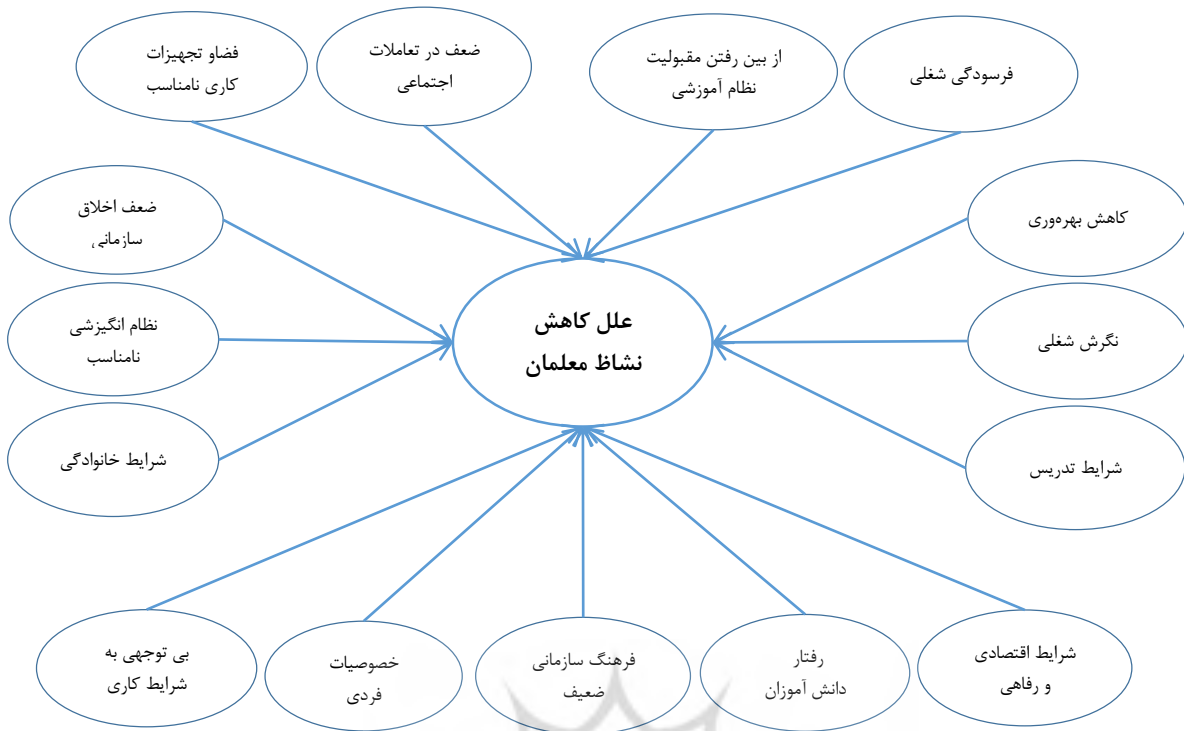 فرسودگی شغلی
از بین رفتن مقبولیت
نظام آموزشی
ضعف در تعاملات
اجتماعی
فضاو تجهیزات
کاری نامناسب
کاهش بهره‌وری
ضعف اخلاق
سازمانی
علل کاهش
نشاظ معلمان
نگرش شغلی
نظام انگیزشی
نامناسب
شرایط تدریس
شرایط خانوادگی
شرایط اقتصادی
و رفاهی
رفتار
دانش آموزان
فرهنگ سازمانی
ضعیف
خصوصیات
فردی
بی توجهی به
شرایط کاری